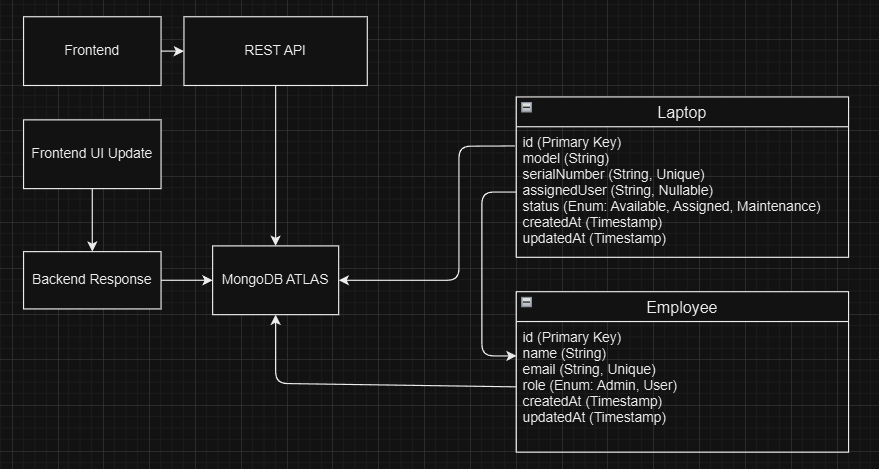 Frontend
REST API
Frontend UI Update
Backend Response
MongoDB ATLAS
Laptop
id (Primary Key)
model (String)
serialNumber (String, Unique)
assignedUser (String, Nullable)
status (Enum: Available, Assigned, Maintenance)
createdAt (Timestamp)
updatedAt (Timestamp)
Employee
id (Primary Key)
name (String)
email (String, Unique)
role (Enum: Admin, User)
createdAt (Timestamp)
updatedAt (Timestamp)